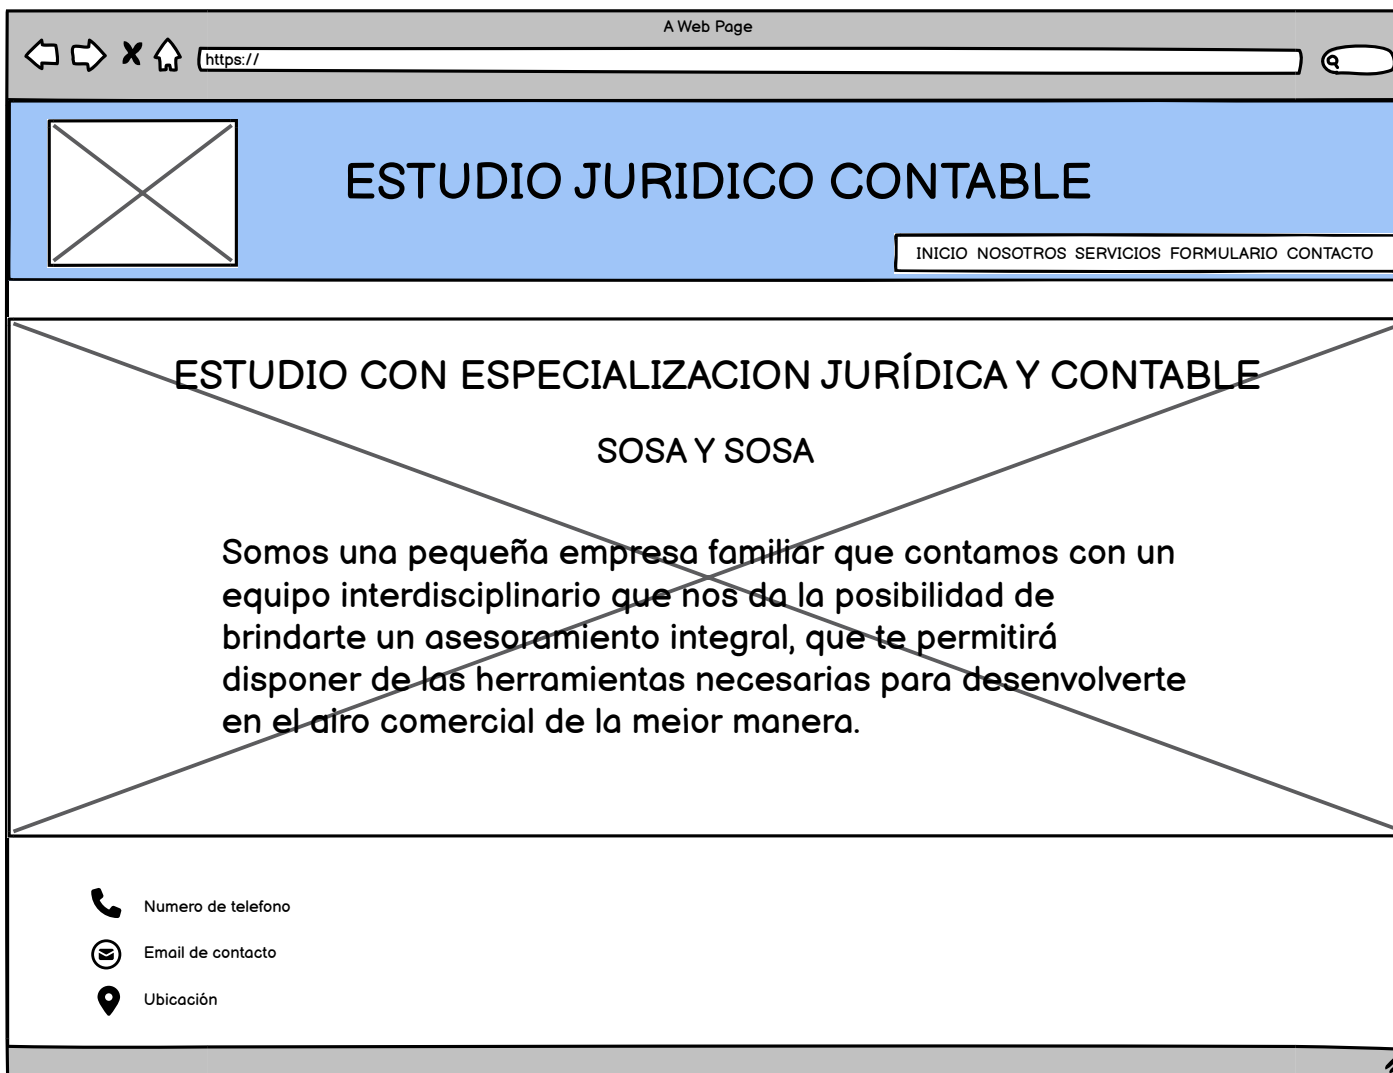 A Web Page
https://
ESTUDIO JURIDICO CONTABLE
INICIO NOSOTROS SERVICIOS FORMULARIO CONTACTO
ESTUDIO CON ESPECIALIZACION JURÍDICA Y CONTABLE
SOSA Y SOSA
Somos una pequeña empresa familiar que contamos con un
equipo interdisciplinario que nos da la posibilidad de
brindarte un asesoramiento integral, que te permitirá
disponer de las herramientas necesarias para desenvolverte
en el giro comercial de la mejor manera.
Numero de telefono
Email de contacto
Ubicación